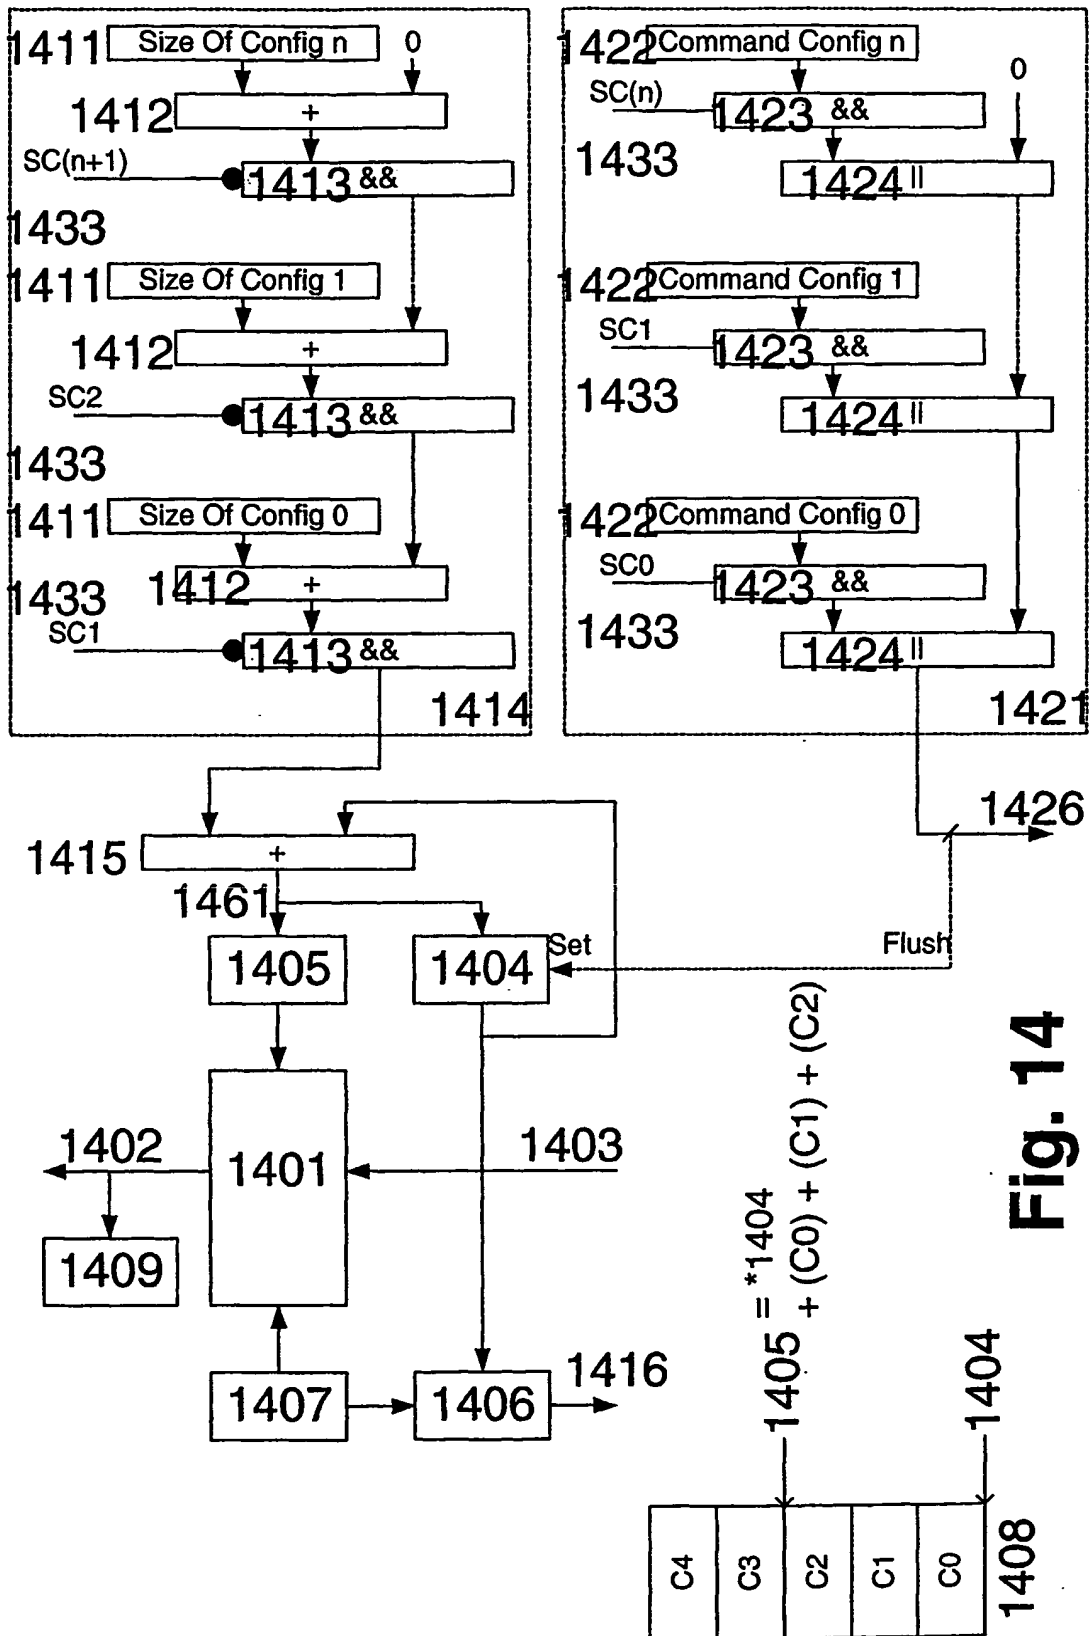 1411 Size Of Config n 0
1412 +
SC(n+1) 1413 &&
1433
1411 Size Of Config 1
1412 +
SC2 1413 &&
1433
1411 Size Of Config 0
1433 1412 +
SC1 1413 &&
1414
1422 Command Config n 0
SC(n) 1423 &&
1433 1424 ||
1422 Command Config 1
SC1 1423 &&
1433 1424 ||
1422 Command Config 0
SC0 1423 &&
1433 1424 ||
1421
1426
1415 +
1461
1405 1404 Set Flush
1402 1401 1403
1409
1407 1406 1416
1405 = *1404
+ (C0) + (C1) + (C2)
1404
C4 C3 C2 C1 C0 1408
Fig. 14